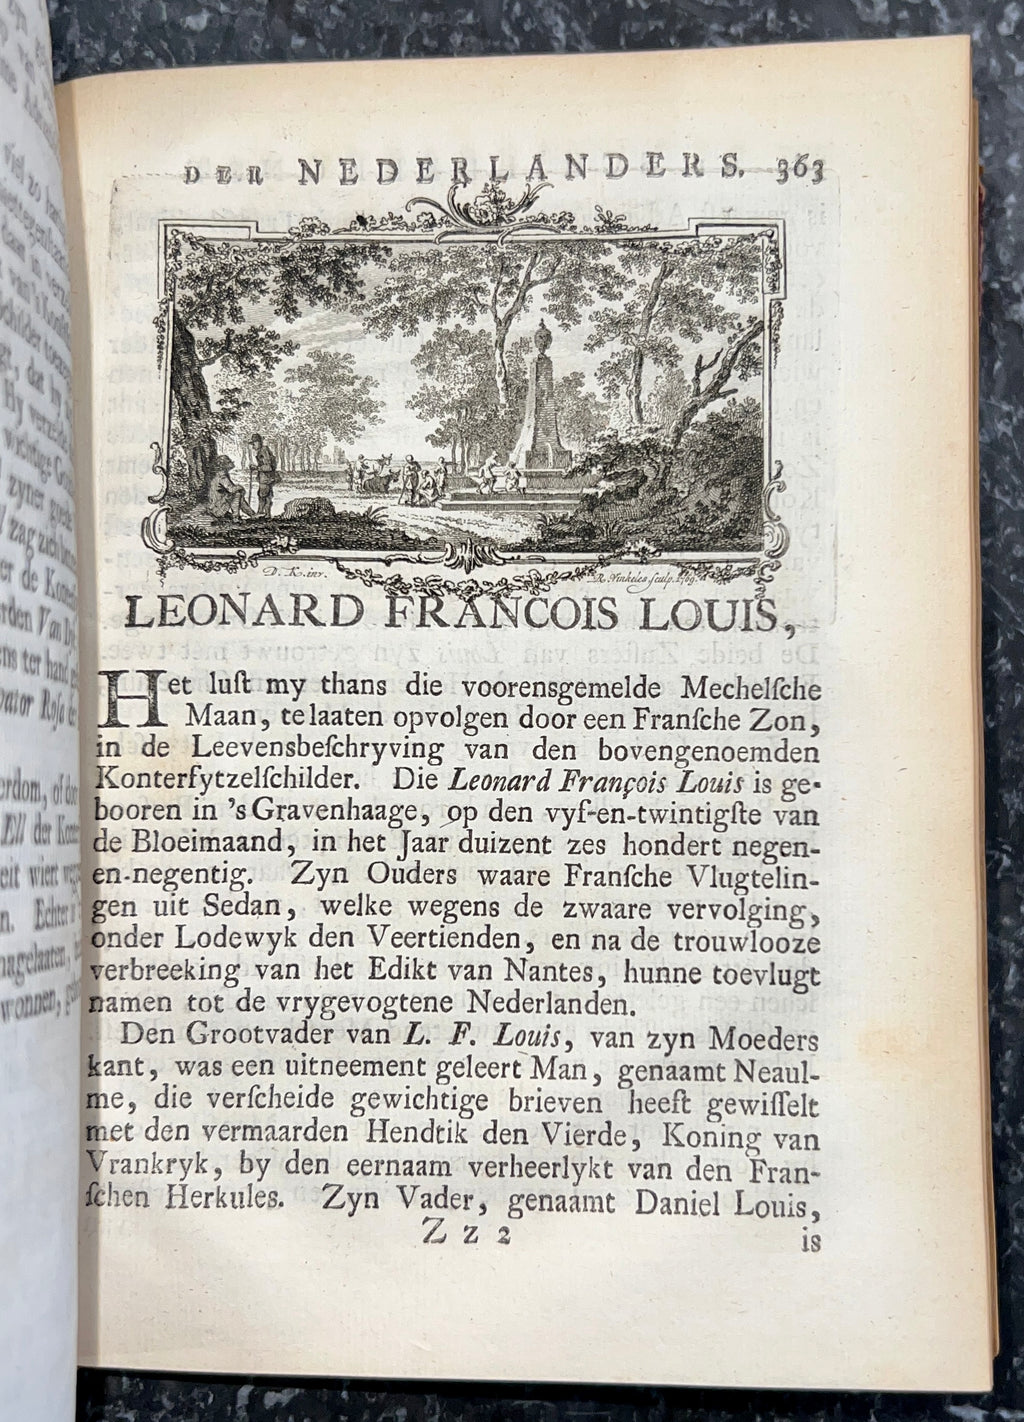 DER NEDERLANDERS. 363
D. K. inv.
R. Vinkeles sculp.
LEONARD FRANCOIS LOUIS,
Het luſt my thans die voorensgemelde Mechelſche
Maan, te laaten opvolgen door een Franſche Zon,
in de Leevensbeſchryving van den bovengenoemden
Konterfytzelſchilder. Die Leonard François Louis is ge-
booren in 's Gravenhaage, op den vyf-en-twintigſte van
de Bloeimaand, in het Jaar duizent zes hondert negen-
en-negentig. Zyn Ouders waare Franſche Vlugtelin-
gen uit Sedan, welke wegens de zwaare vervolging,
onder Lodewyk den Veertienden, en na de trouwlooze
verbreeking van het Edikt van Nantes, hunne toevlugt
namen tot de vrygevogtene Nederlanden.
Den Grootvader van L. F. Louis, van zyn Moeders
kant, was een uitneement geleert Man, genaamt Neaul-
me, die verſcheide gewichtige brieven heeft gewiſſelt
met den vermaarden Hendtik den Vierde, Koning van
Vrankryk, by den eernaam verheerlykt van den Fran-
ſchen Herkules. Zyn Vader, genaamt Daniel Louis,
Z z 2
is